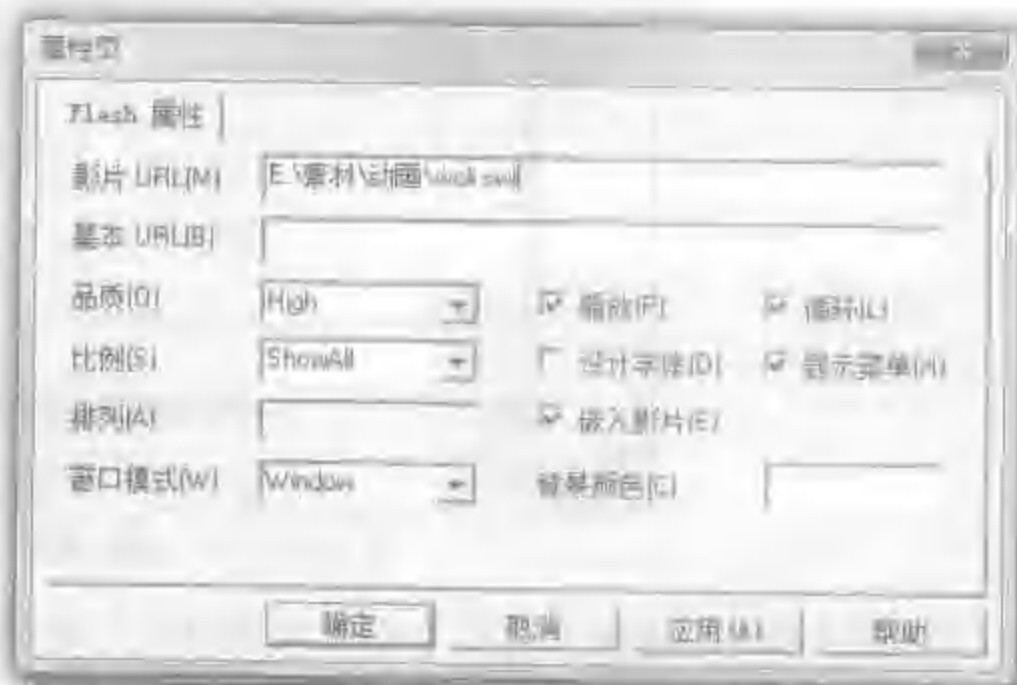 属性页
Flash 属性
影片 URL(M)
E:\素材\动画\
基本 URL(B)
品质(Q) High 播放(P) 循环(L)
比例(S) ShowAll 设计字体(D) 显示菜单(A)
排列(A) 嵌入影片(E)
窗口模式(W) Window 背景颜色(C)
确定 取消 应用(A) 帮助